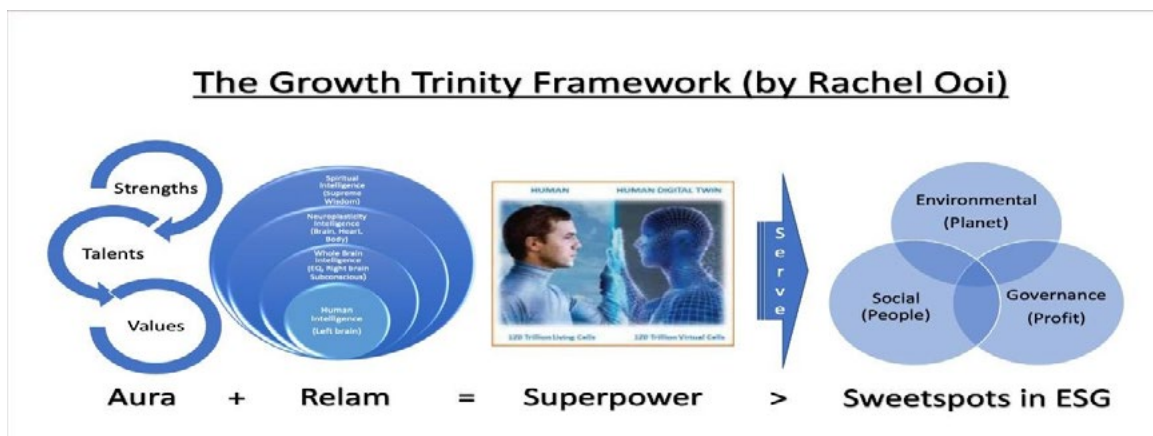 The Growth Trinity Framework (by Rachel Ooi)
Strengths
Talents
Values
Spiritual
Intelligence
(Supreme
Wisdom)
Neuroplasticity
Intelligence
(Brain, Heart,
Body)
Whole Brain
Intelligence
(EQ, Right brain
Subconscious)
Human
Intelligence
(Left brain)
HUMAN
HUMAN DIGITAL TWIN
120 Trillion Living Cells
120 Trillion Virtual Cells
Serve
Environmental
(Planet)
Social
(People)
Governance
(Profit)
Aura + Relam = Superpower > Sweetspots in ESG